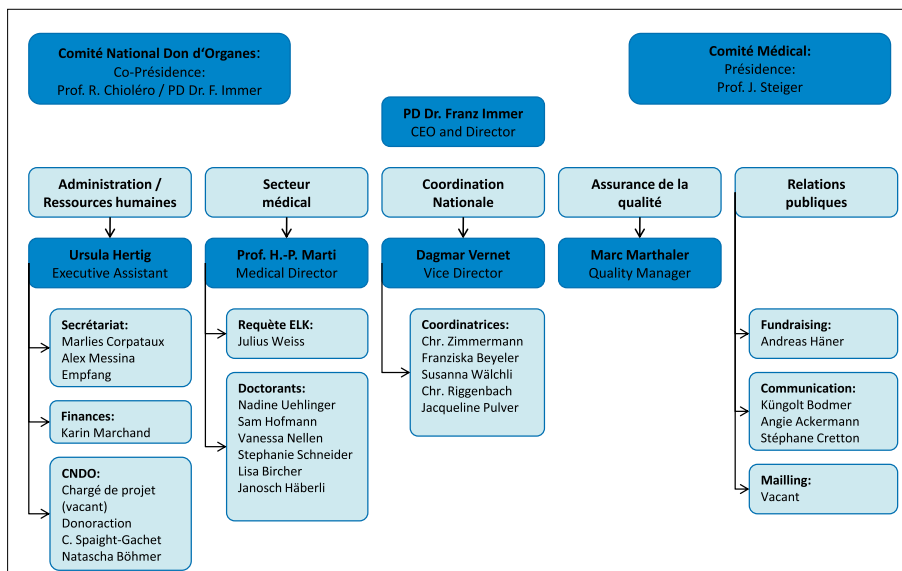 Comité National Don d‘Organes:
Co-Présidence:
Prof. R. Chioléro / PD Dr. F. Immer
Comité Médical:
Présidence:
Prof. J. Steiger
PD Dr. Franz Immer
CEO and Director
Administration /
Ressources humaines
Secteur
médical
Coordination
Nationale
Assurance de la
qualité
Relations
publiques
Ursula Hertig
Executive Assistant
Prof. H.-P. Marti
Medical Director
Dagmar Vernet
Vice Director
Marc Marthaler
Quality Manager
Secrétariat:
Marlies Corpataux
Alex Messina
Empfang
Finances:
Karin Marchand
CNDO:
Chargé de projet
(vacant)
Donoraction
C. Spaight-Gachet
Natascha Böhmer
Requète ELK:
Julius Weiss
Doctorants:
Nadine Uehlinger
Sam Hofmann
Vanessa Nellen
Stephanie Schneider
Lisa Bircher
Janosch Häberli
Coordinatrices:
Chr. Zimmermann
Franziska Beyeler
Susanna Wälchli
Chr. Riggenbach
Jacqueline Pulver
Fundraising:
Andreas Häner
Communication:
Küngolt Bodmer
Angie Ackermann
Stéphane Cretton
Mailling:
Vacant